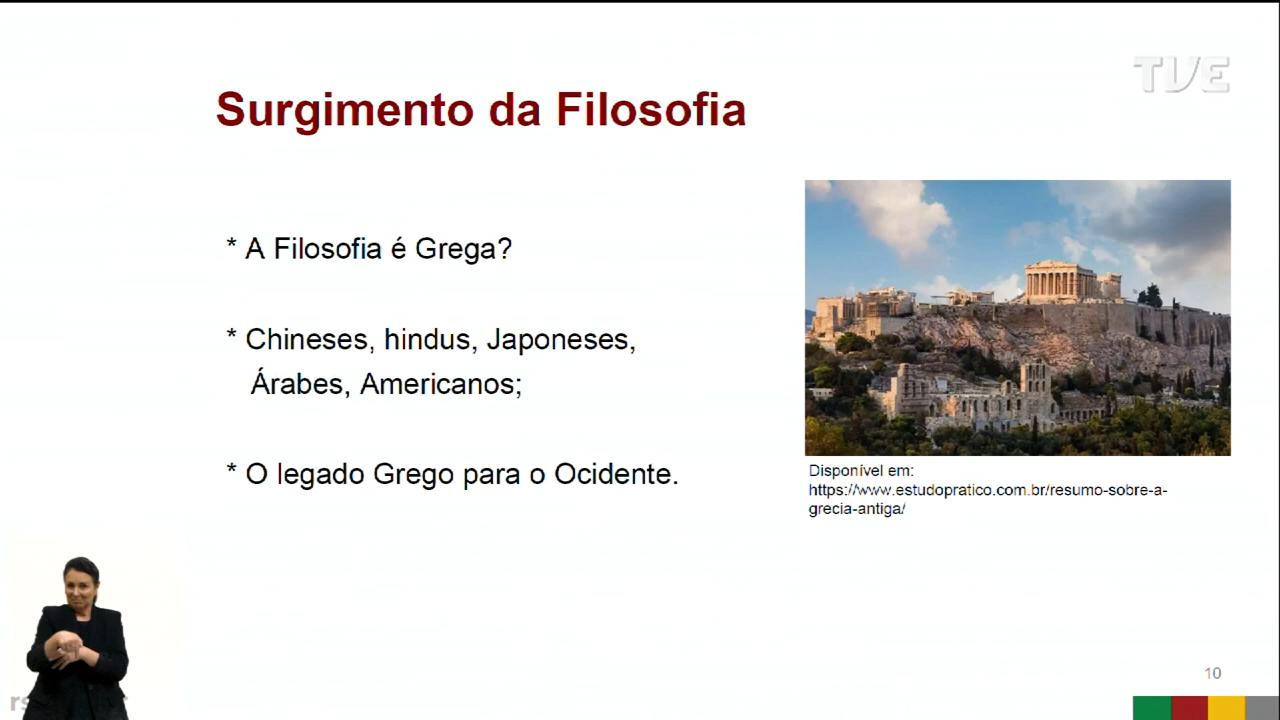 TVE
Surgimento da Filosofia
* A Filosofia é Grega?
* Chineses, hindus, Japoneses,
Árabes, Americanos;
* O legado Grego para o Ocidente.
Disponível em:
https://www.estudopratico.com.br/resumo-sobre-a-
grecia-antiga/
10